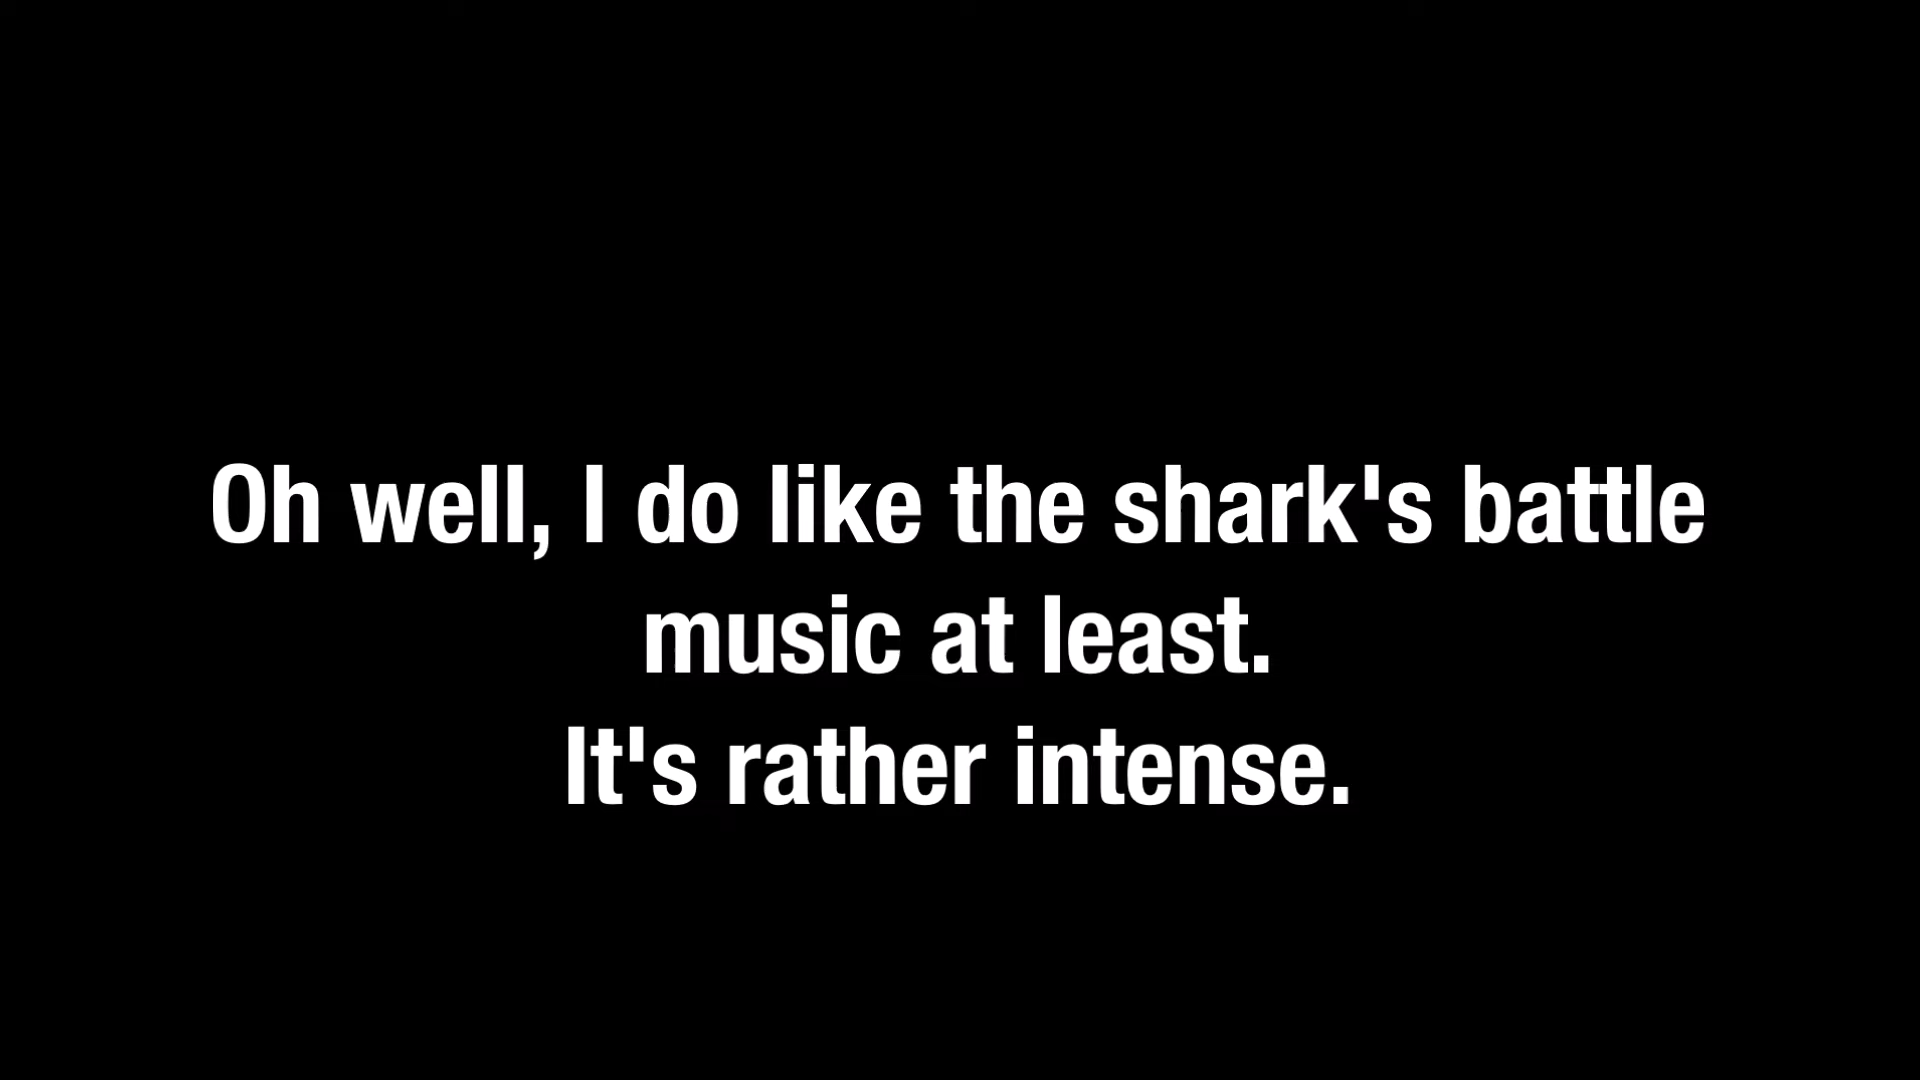 Oh well, I do like the shark's battle
music at least.
It's rather intense.